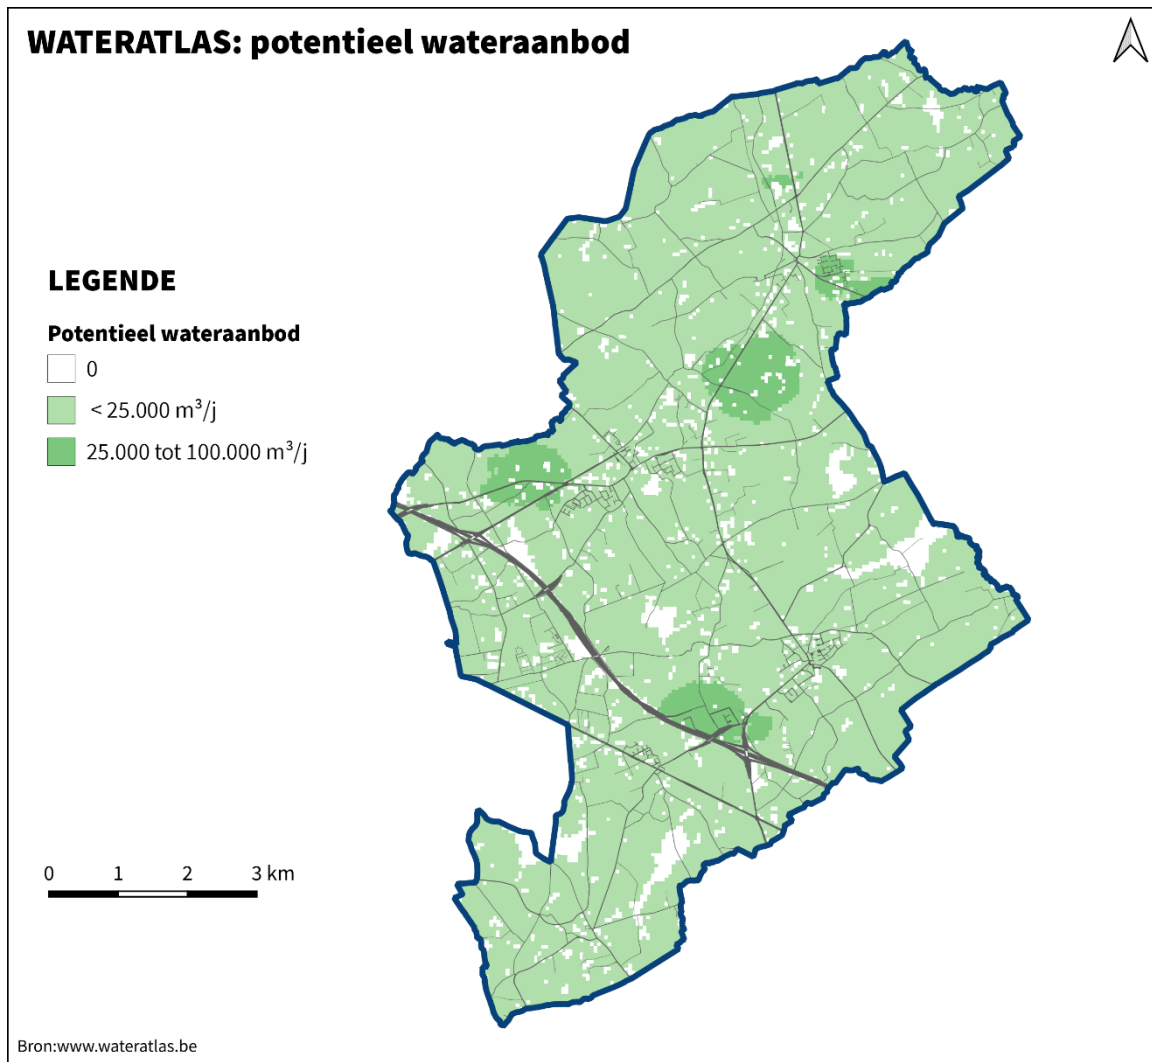 WATERATLAS: potentieel wateraanbod
LEGENDE
Potentieel wateraanbod
0
< 25.000 m³/j
25.000 tot 100.000 m³/j
0 1 2 3 km
Bron:www.wateratlas.be